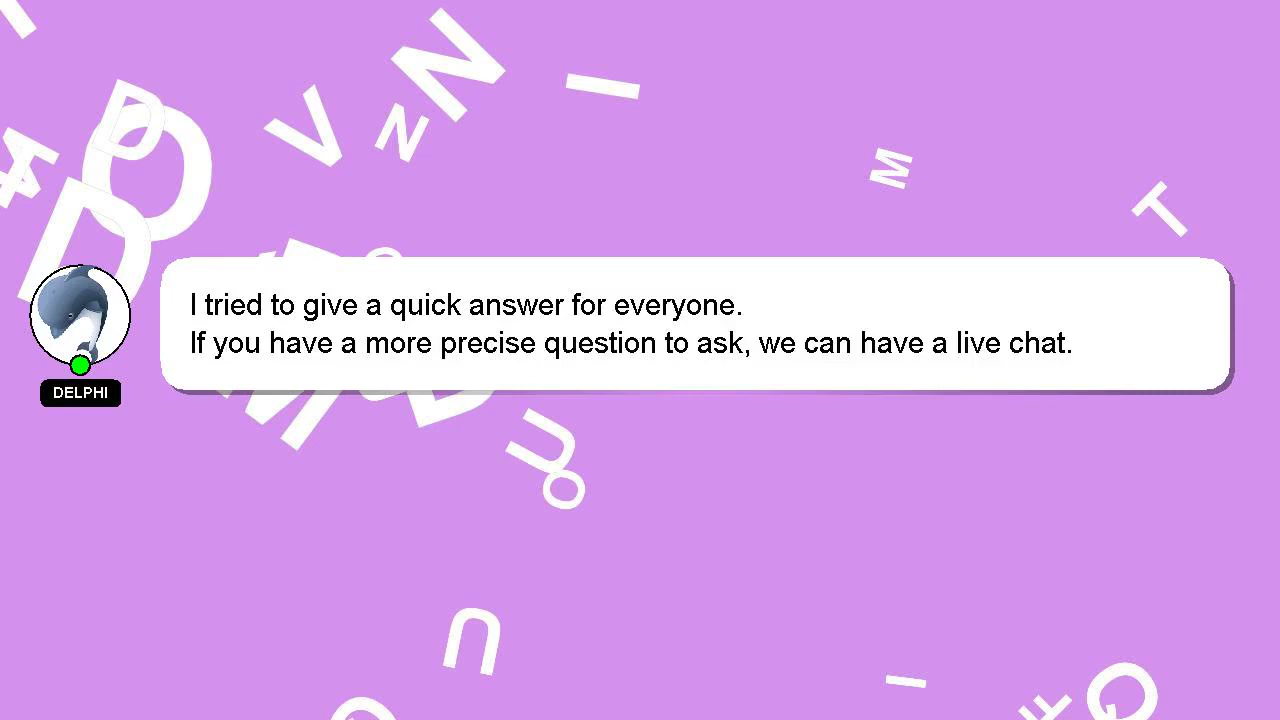 I tried to give a quick answer for everyone.
If you have a more precise question to ask, we can have a live chat.
DELPHI